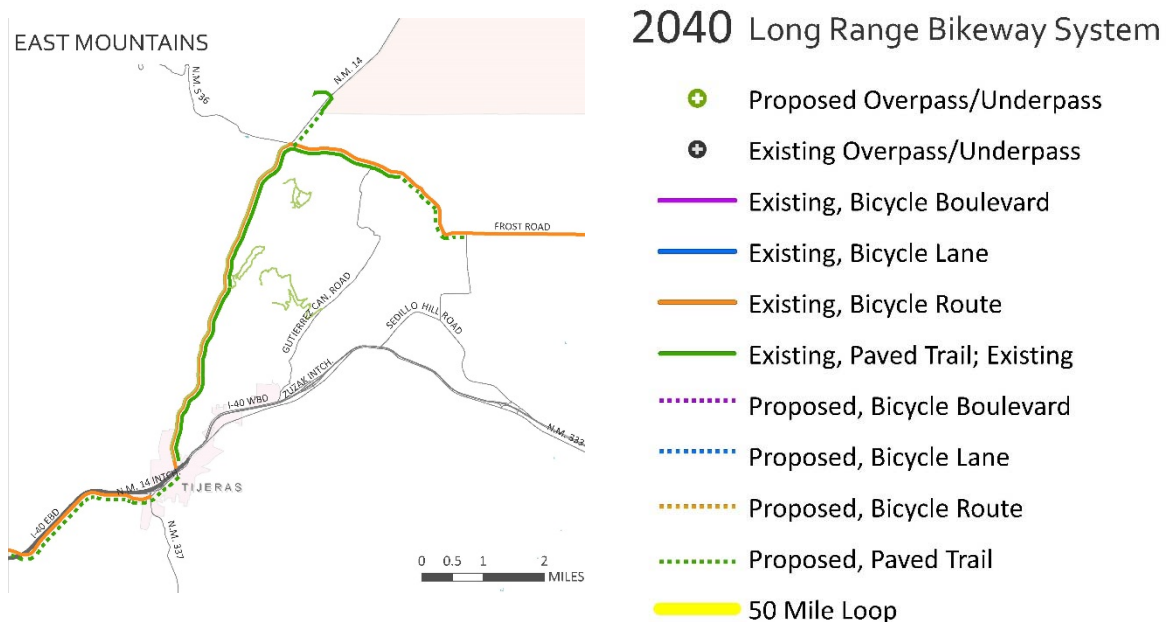 2040 Long Range Bikeway System
EAST MOUNTAINS
N.M. 14
N.M. 536
FROST ROAD
GUTIERREZ CAN. ROAD
SEDILLO HILL ROAD
ZUZAK INTCH.
I-40 WBD
N.M. 333
N.M. 14 INTCH.
TIJERAS
I-40 EBD
N.M. 337
0 0.5 1 2
MILES
Proposed Overpass/Underpass
Existing Overpass/Underpass
Existing, Bicycle Boulevard
Existing, Bicycle Lane
Existing, Bicycle Route
Existing, Paved Trail; Existing
Proposed, Bicycle Boulevard
Proposed, Bicycle Lane
Proposed, Bicycle Route
Proposed, Paved Trail
50 Mile Loop